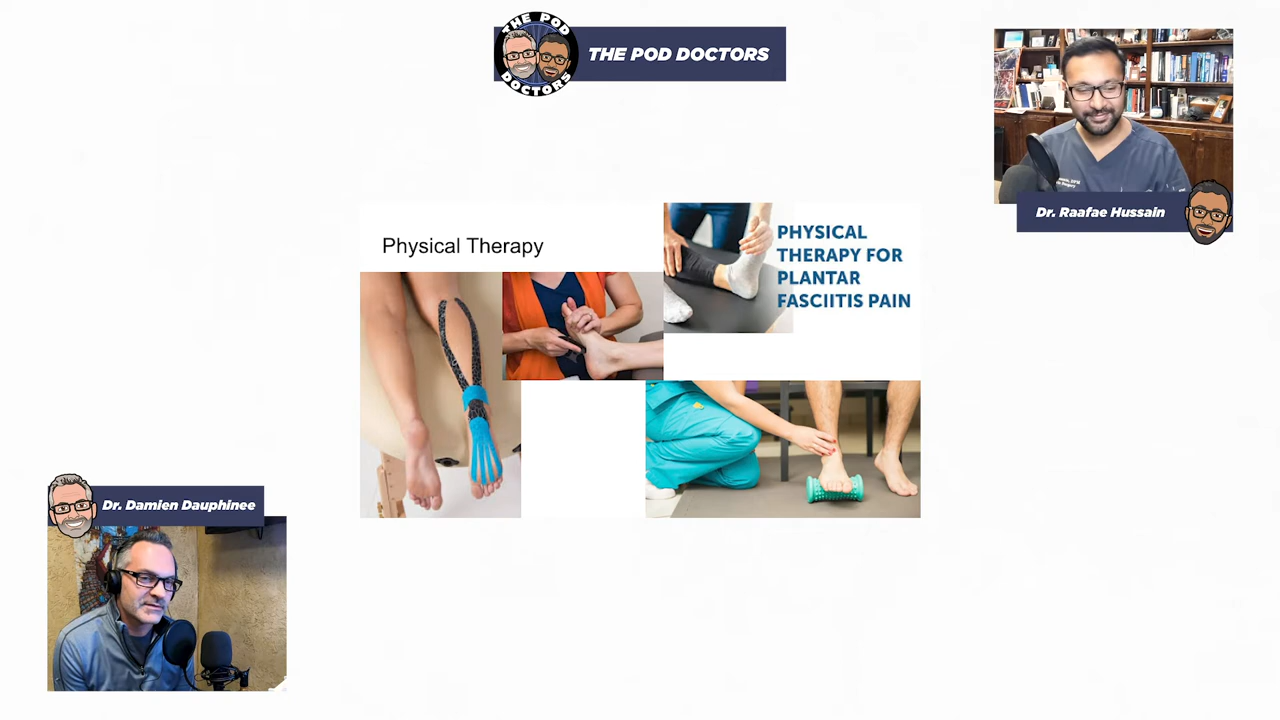 THE POD
DOCTORS
THE POD DOCTORS
Dr. Raafae Hussain
Physical Therapy
PHYSICAL
THERAPY FOR
PLANTAR
FASCIITIS PAIN
Dr. Damien Dauphinee